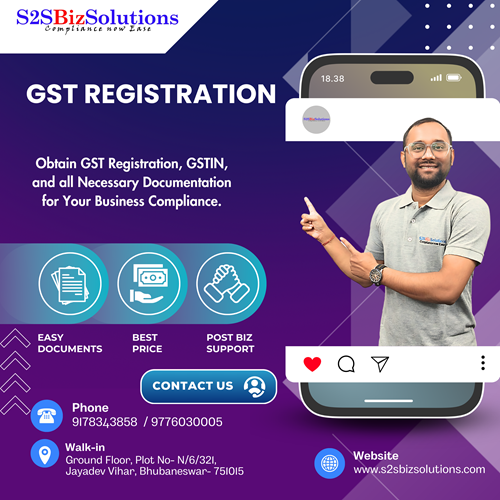 S2SBizSolutions
Compliance now Ease
18.38
GST REGISTRATION
S2SBizSolutions
Obtain GST Registration, GSTIN,
and all Necessary Documentation
for Your Business Compliance.
S2SBizSolutions
EASY
DOCUMENTS
BEST
PRICE
POST BIZ
SUPPORT
CONTACT US
Phone
9178343858 / 9776030005
Walk-in
Ground Floor, Plot No- N/6/321,
Jayadev Vihar, Bhubaneswar- 751015
Website
www.s2sbizsolutions.com